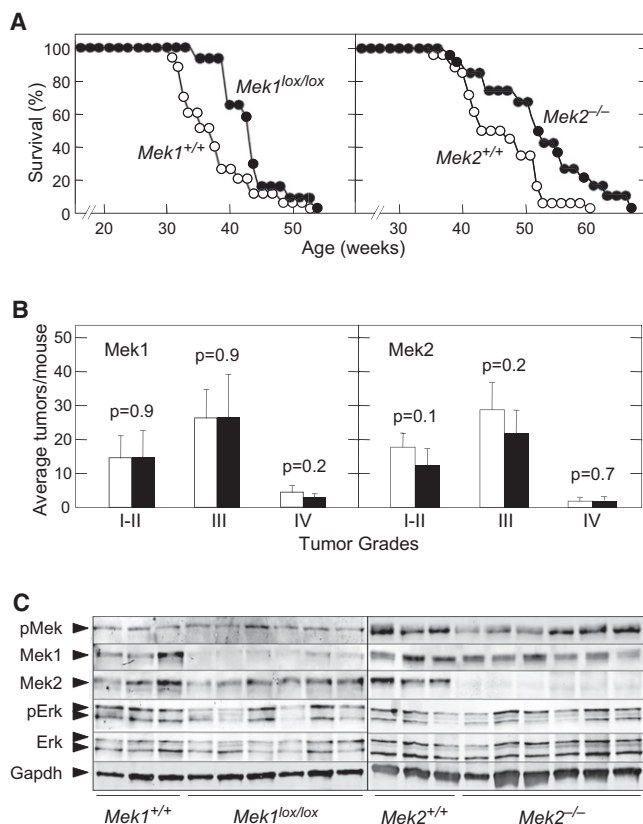 A
Survival (%)
100
80
60
40
20
0
Mek1lox/lox
Mek1+/+
Mek2–/–
Mek2+/+
20 30 40 50 30 40 50 60
Age (weeks)
B
Average tumors/mouse
50
40
30
20
10
0
Mek1
p=0.9
p=0.9
p=0.2
Mek2
p=0.1
p=0.2
p=0.7
I-II III IV I-II III IV
Tumor Grades
C
pMek
Mek1
Mek2
pErk
Erk
Gapdh
Mek1+/+ Mek1lox/lox Mek2+/+ Mek2–/–